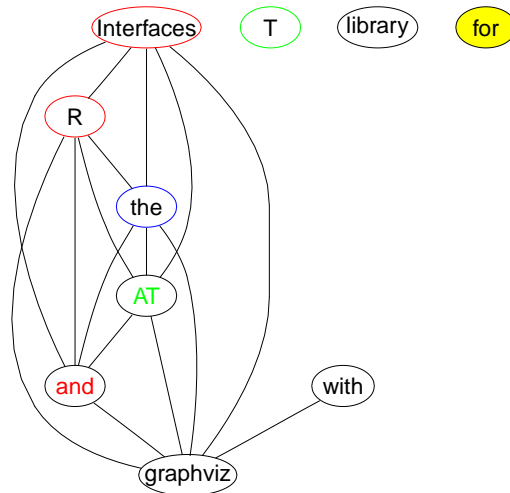 Interfaces T library for
R
the
AT
and with
graphviz